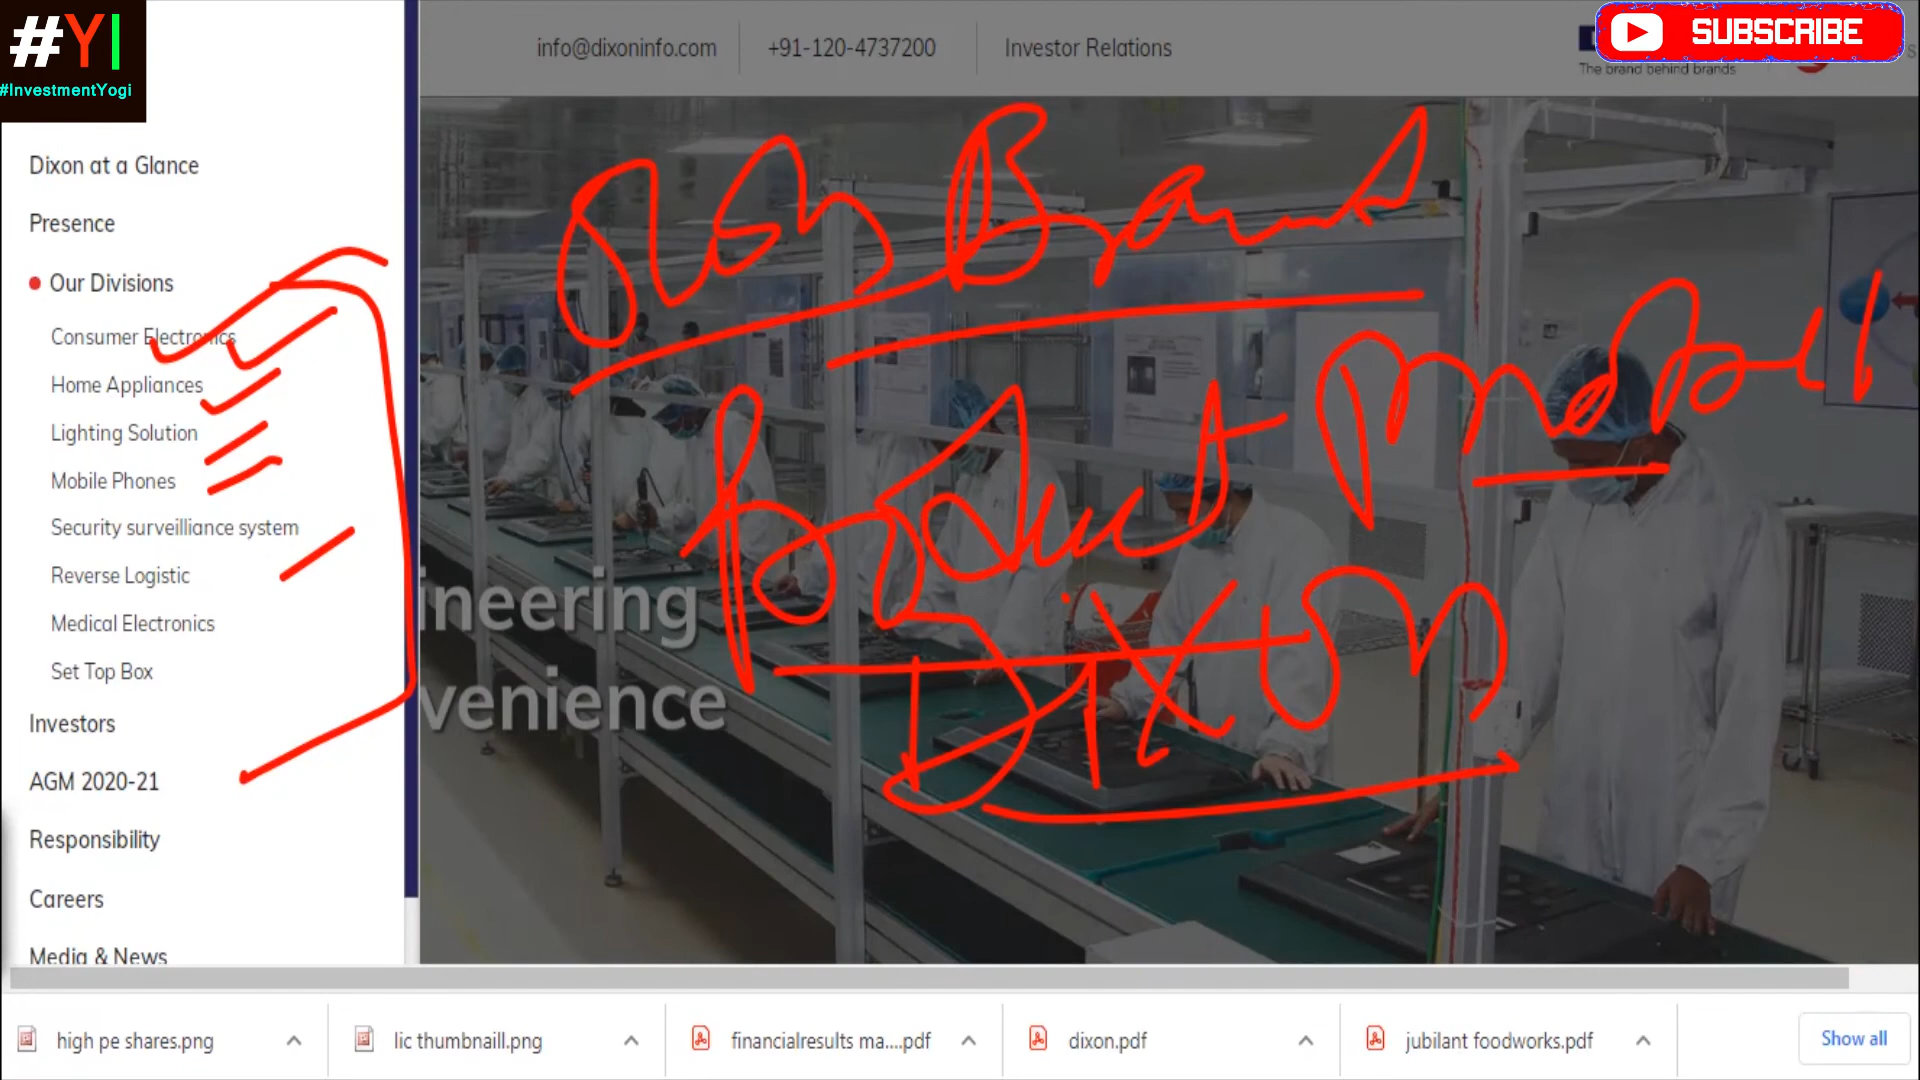 #YI
#InvestmentYogi
info@dixoninfo.com
+91-120-4737200
Investor Relations
SUBSCRIBE
The brand behind brands
Dixon at a Glance
Presence
Our Divisions
Consumer Electronics
Home Appliances
Lighting Solution
Mobile Phones
Security surveilliance system
Reverse Logistic
Medical Electronics
Set Top Box
Investors
AGM 2020-21
Responsibility
Careers
Media & News
Brand
Product Model
Dixon
ineering
venience
high pe shares.png
lic thumbnaill.png
financialresults ma....pdf
dixon.pdf
jubilant foodworks.pdf
Show all